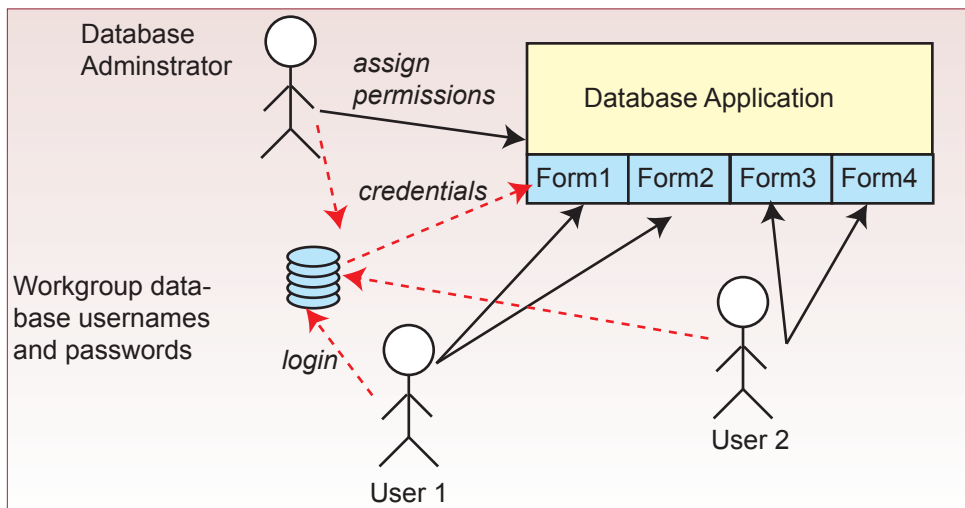 Database
Adminstrator
assign
permissions
Database Application
Form1
Form2
Form3
Form4
credentials
Workgroup data-
base usernames
and passwords
login
User 1
User 2